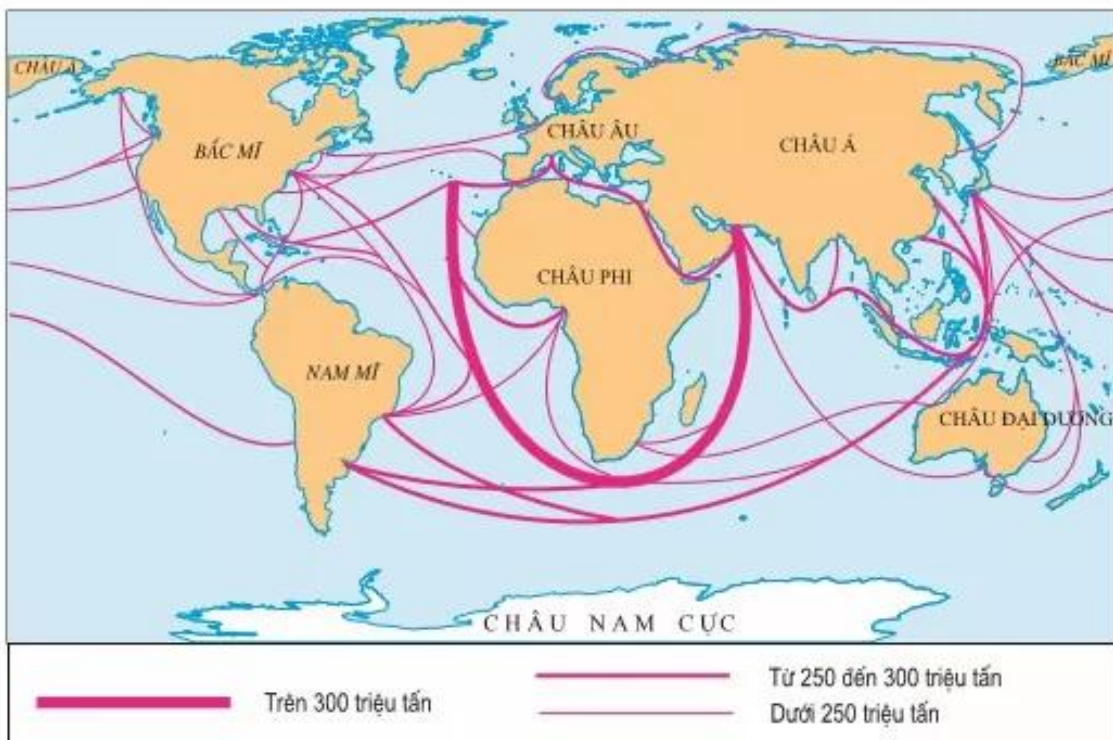 CHÂU Á
BẮC MĨ
BẮC MĨ
CHÂU ÂU
CHÂU Á
CHÂU PHI
NAM MĨ
CHÂU ĐẠI DƯƠNG
CHÂU NAM CỰC
Trên 300 triệu tấn
Từ 250 đến 300 triệu tấn
Dưới 250 triệu tấn